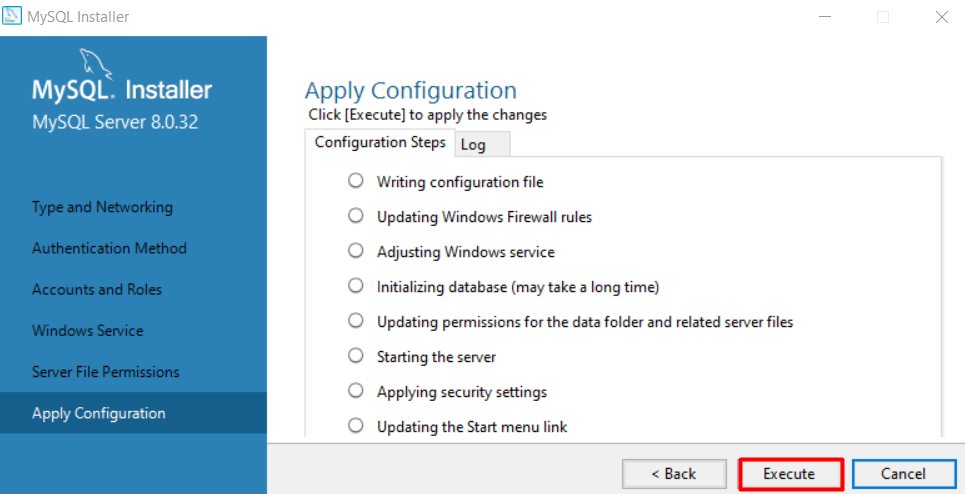 MySQL Installer
MySQL. Installer
MySQL Server 8.0.32
Type and Networking
Authentication Method
Accounts and Roles
Windows Service
Server File Permissions
Apply Configuration
Apply Configuration
Click [Execute] to apply the changes
Configuration Steps Log
Writing configuration file
Updating Windows Firewall rules
Adjusting Windows service
Initializing database (may take a long time)
Updating permissions for the data folder and related server files
Starting the server
Applying security settings
Updating the Start menu link
< Back Execute Cancel